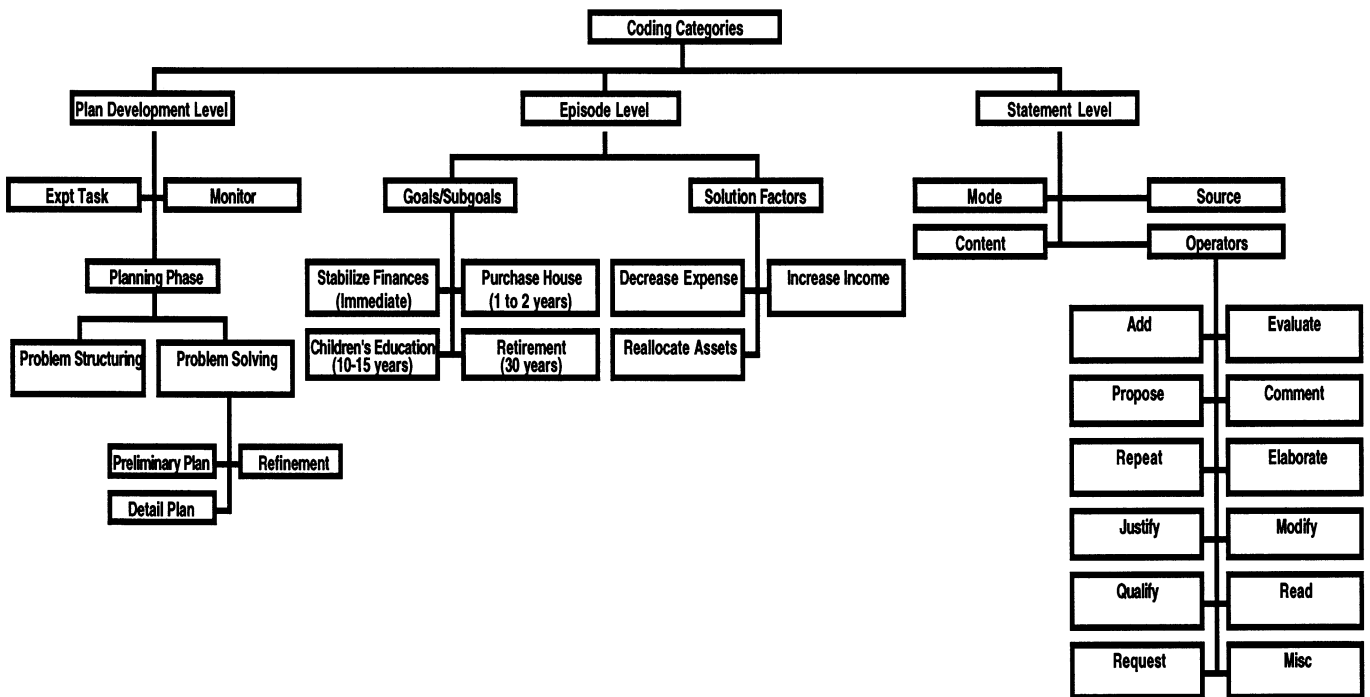 Coding Categories
Plan Development Level
Episode Level
Statement Level
Expt Task
Monitor
Goals/Subgoals
Solution Factors
Mode
Source
Content
Operators
Planning Phase
Stabilize Finances
(Immediate)
Purchase House
(1 to 2 years)
Decrease Expense
Increase Income
Problem Structuring
Problem Solving
Children's Education
(10-15 years)
Retirement
(30 years)
Reallocate Assets
Add
Evaluate
Propose
Comment
Preliminary Plan
Refinement
Repeat
Elaborate
Detail Plan
Justify
Modify
Qualify
Read
Request
Misc